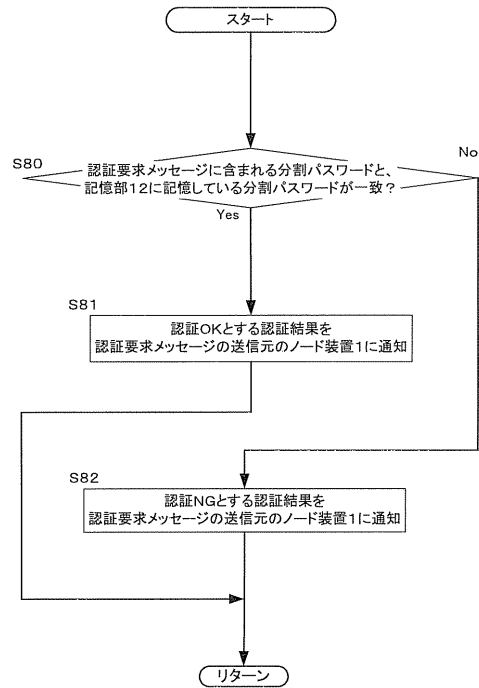 スタート
S80
認証要求メッセージに含まれる分割パスワードと、
記憶部12に記憶している分割パスワードが一致?
No
Yes
S81
認証OKとする認証結果を
認証要求メッセージの送信元のノード装置1に通知
S82
認証NGとする認証結果を
認証要求メッセージの送信元のノード装置1に通知
リターン